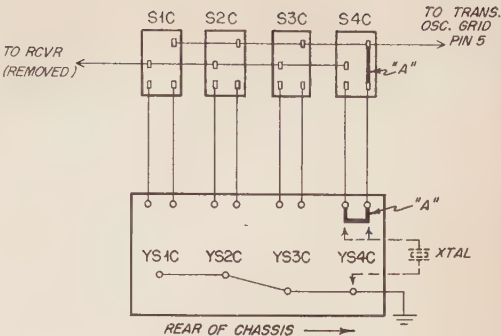 S1C S2C S3C S4C
TO TRANS.
OSC. GRID
PIN 5
TO RCVR
(REMOVED)
"A"
"A"
YS1C YS2C YS3C YS4C
XTAL
REAR OF CHASSIS